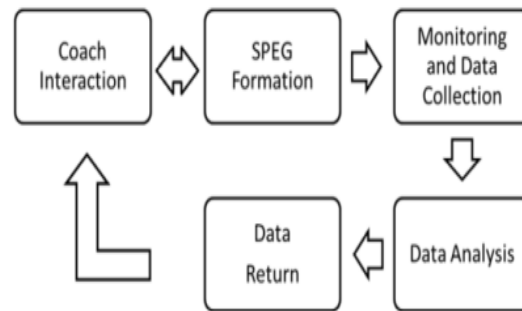 Coach
Interaction
SPEG
Formation
Monitoring
and Data
Collection
Data
Return
Data Analysis